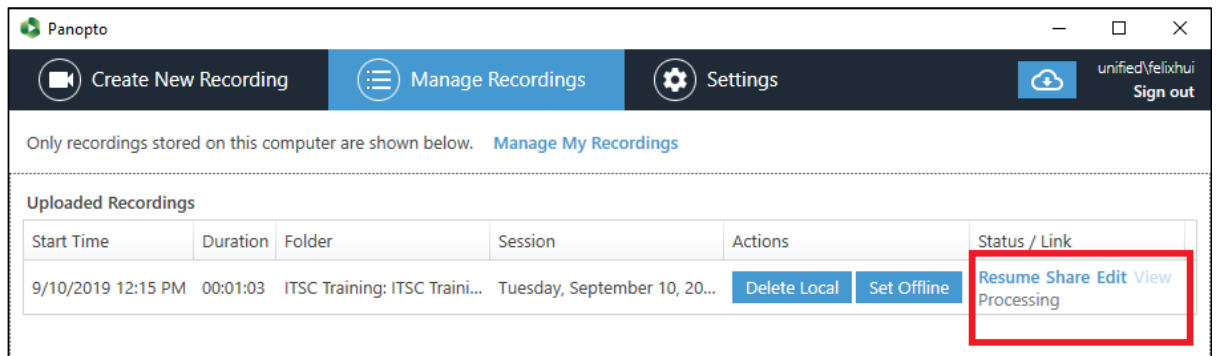 Panopto
Create New Recording Manage Recordings Settings unified\felixhui
Sign out
Only recordings stored on this computer are shown below. Manage My Recordings
Uploaded Recordings
Start Time Duration Folder Session Actions Status / Link
9/10/2019 12:15 PM 00:01:03 ITSC Training: ITSC Traini... Tuesday, September 10, 20... Delete Local Set Offline Resume Share Edit View
Processing